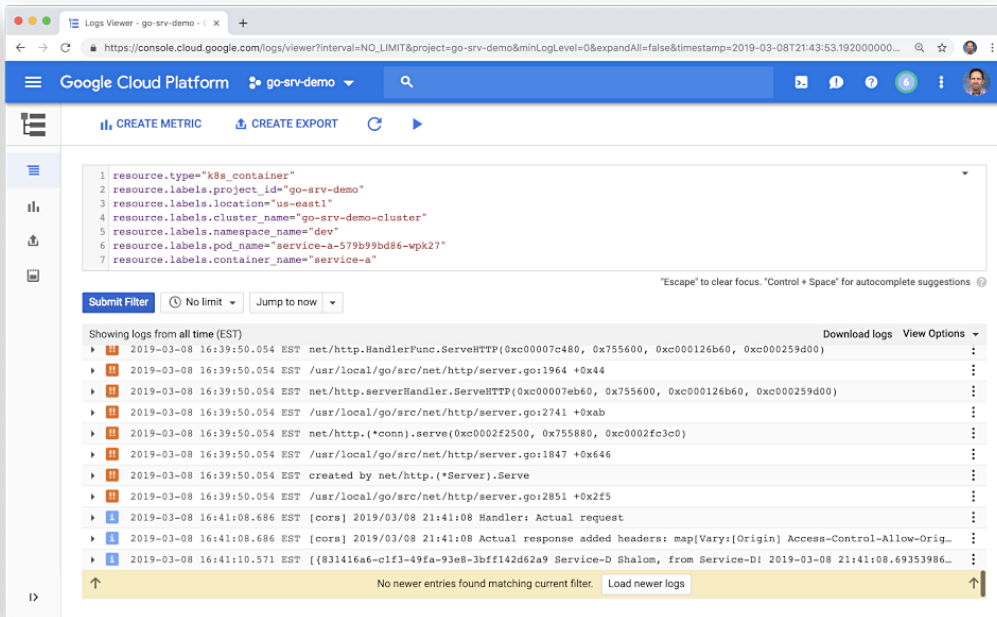 Logs Viewer - go-srv-demo - G
https://console.cloud.google.com/logs/viewer?interval=NO_LIMIT&project=go-srv-demo&minLogLevel=0&expandAll=false&timestamp=2019-03-08T21:43:53.192000000...
Google Cloud Platform go-srv-demo 6
CREATE METRIC CREATE EXPORT
1 resource.type="k8s_container"
2 resource.labels.project_id="go-srv-demo"
3 resource.labels.location="us-east1"
4 resource.labels.cluster_name="go-srv-demo-cluster"
5 resource.labels.namespace_name="dev"
6 resource.labels.pod_name="service-a-579b99bd86-wpk27"
7 resource.labels.container_name="service-a"
"Escape" to clear focus. "Control + Space" for autocomplete suggestions
Submit Filter No limit Jump to now
Showing logs from all time (EST) Download logs View Options
!! 2019-03-08 16:39:50.054 EST net/http.HandlerFunc.ServeHTTP(0xc00007c480, 0x755600, 0xc000126b60, 0xc000259d00)
!! 2019-03-08 16:39:50.054 EST /usr/local/go/src/net/http/server.go:1964 +0x44
!! 2019-03-08 16:39:50.054 EST net/http.serverHandler.ServeHTTP(0xc00007eb60, 0x755600, 0xc000126b60, 0xc000259d00)
!! 2019-03-08 16:39:50.054 EST /usr/local/go/src/net/http/server.go:2741 +0xab
!! 2019-03-08 16:39:50.054 EST net/http.(*conn).serve(0xc0002f2500, 0x755880, 0xc0002fc3c0)
!! 2019-03-08 16:39:50.054 EST /usr/local/go/src/net/http/server.go:1847 +0x646
!! 2019-03-08 16:39:50.054 EST created by net/http.(*Server).Serve
!! 2019-03-08 16:39:50.054 EST /usr/local/go/src/net/http/server.go:2851 +0x2f5
i 2019-03-08 16:41:08.686 EST [cors] 2019/03/08 21:41:08 Handler: Actual request
i 2019-03-08 16:41:08.686 EST [cors] 2019/03/08 21:41:08 Actual response added headers: map[Vary:[Origin] Access-Control-Allow-Orig…
i 2019-03-08 16:41:10.571 EST [{831416a6-c1f3-49fa-93e8-3bff142d62a9 Service-D Shalom, from Service-D! 2019-03-08 21:41:08.69353986…
No newer entries found matching current filter. Load newer logs